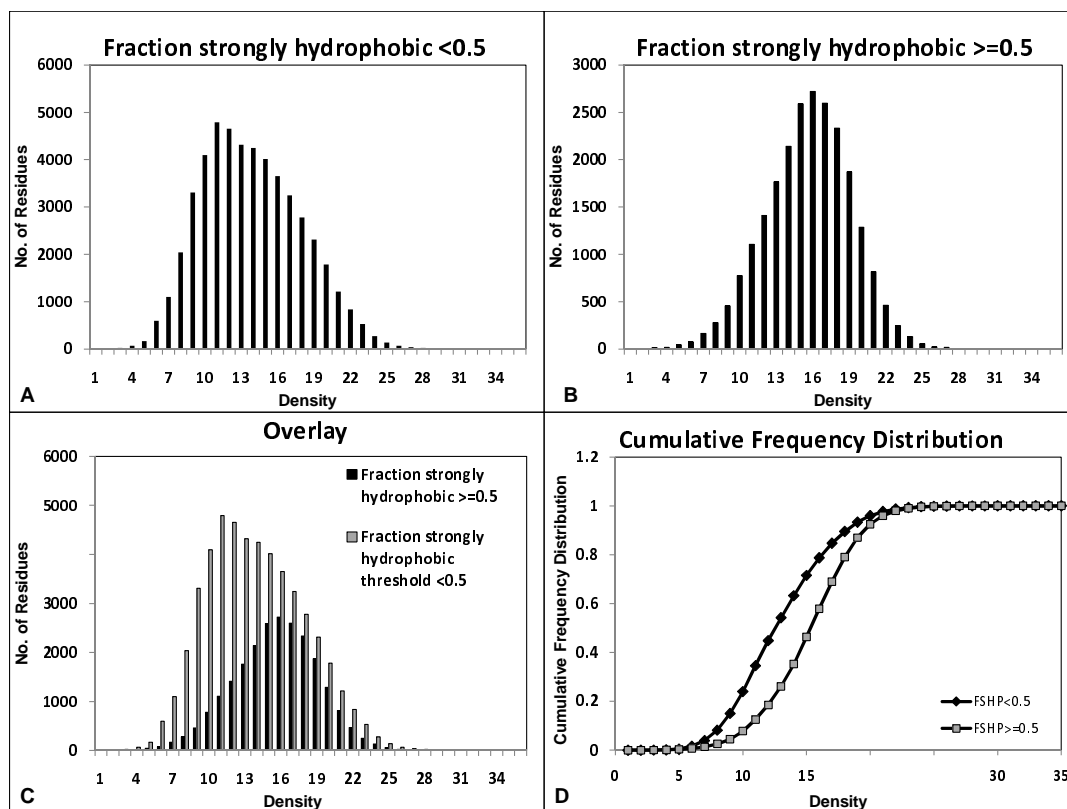 Fraction strongly hydrophobic <0.5
6000
5000
4000
3000
2000
1000
0
No. of Residues
1 4 7 10 13 16 19 22 25 28 31 34
Density
A
Fraction strongly hydrophobic >=0.5
3000
2500
2000
1500
1000
500
0
No. of Residues
1 4 7 10 13 16 19 22 25 28 31 34
Density
B
Overlay
6000
5000
4000
3000
2000
1000
0
No. of Residues
Fraction strongly
hydrophobic >=0.5
Fraction strongly
hydrophobic
threshold <0.5
1 4 7 10 13 16 19 22 25 28 31 34
Density
C
Cumulative Frequency Distribution
1.2
1
0.8
0.6
0.4
0.2
0
Cumulative Frequency Distribution
FSHP<0.5
FSHP>=0.5
0 5 10 15 30 35
Density
D